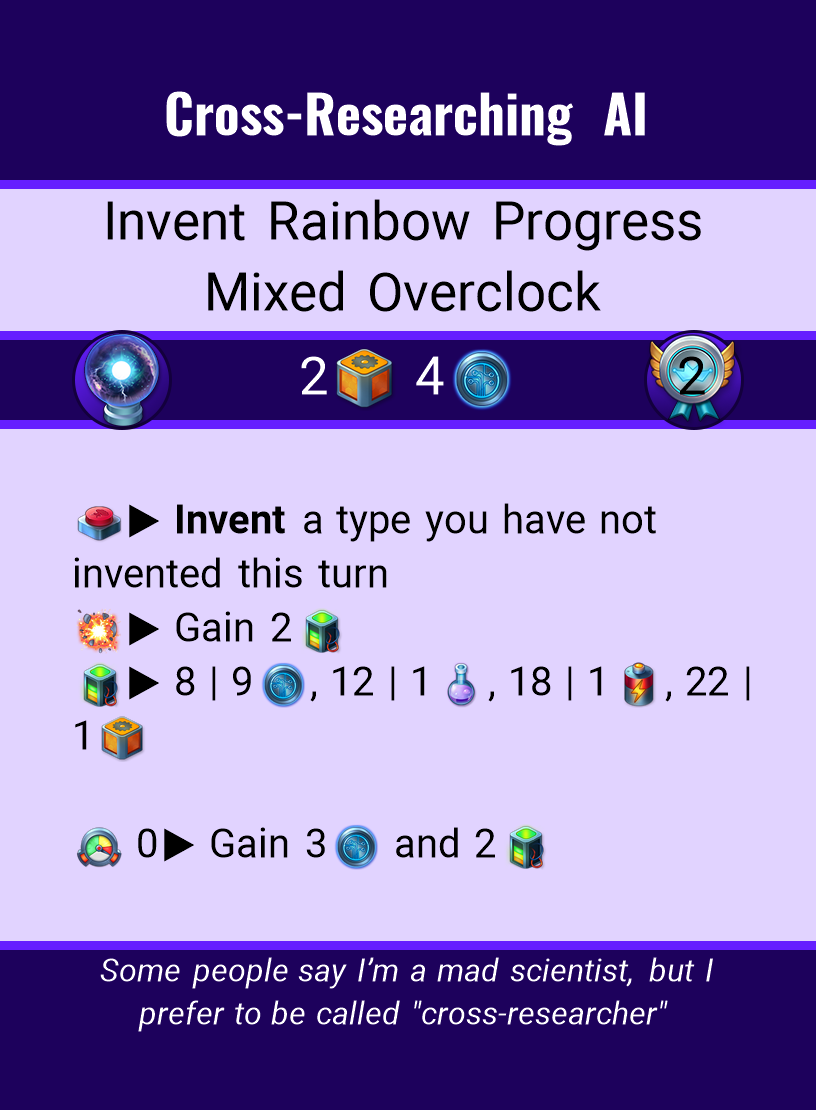 Cross-Researching AI
Invent Rainbow Progress
Mixed Overclock
2 4 2
▶ Invent a type you have not
invented this turn
▶ Gain 2
▶ 8 | 9 , 12 | 1 , 18 | 1 , 22 |
1
0▶ Gain 3 and 2
Some people say I’m a mad scientist, but I
prefer to be called "cross-researcher"